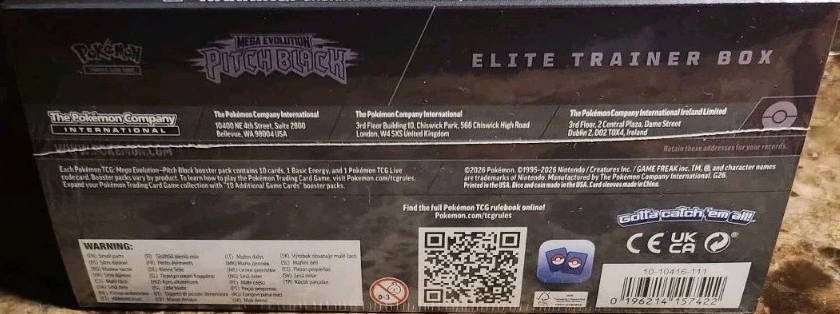 Pokémon
MEGA EVOLUTION
PITCH BLACK
ELITE TRAINER BOX
The Pokémon Company
INTERNATIONAL
The Pokémon Company International
10400 NE 4th Street, Suite 2800
Bellevue, WA 98004 USA
The Pokémon Company International
3rd Floor Building 10, Chiswick Park, 566 Chiswick High Road
London, W4 5XS United Kingdom
The Pokémon Company International Ireland Limited
3rd Floor, 2 Central Plaza, Dame Street
Dublin 2, D02 T0X4, Ireland
Retain these addresses for your records.
WWW.POKEMON.COM
Each Pokémon TCG: Mega Evolution—Pitch Black booster pack contains 10 cards, 1 Basic Energy, and 1 Pokémon TCG Live
code card. Booster packs vary by product. To learn how to play the Pokémon Trading Card Game, visit Pokemon.com/tcgrules.
Expand your Pokémon Trading Card Game collection with "10 Additional Game Cards" booster packs.
©2026 Pokémon. ©1995–2026 Nintendo / Creatures Inc. / GAME FREAK inc. TM, ®, and character names
are trademarks of Nintendo. Manufactured by The Pokémon Company International. G26.
Printed in the USA. Dice and coin made in the USA. Card sleeves made in China.
Find the full Pokémon TCG rulebook online!
Pokemon.com/tcgrules
Gotta catch 'em all!
WARNING:
Small parts
0-3
CE UK CA
FSC
10-10416-111
0 196214 157422